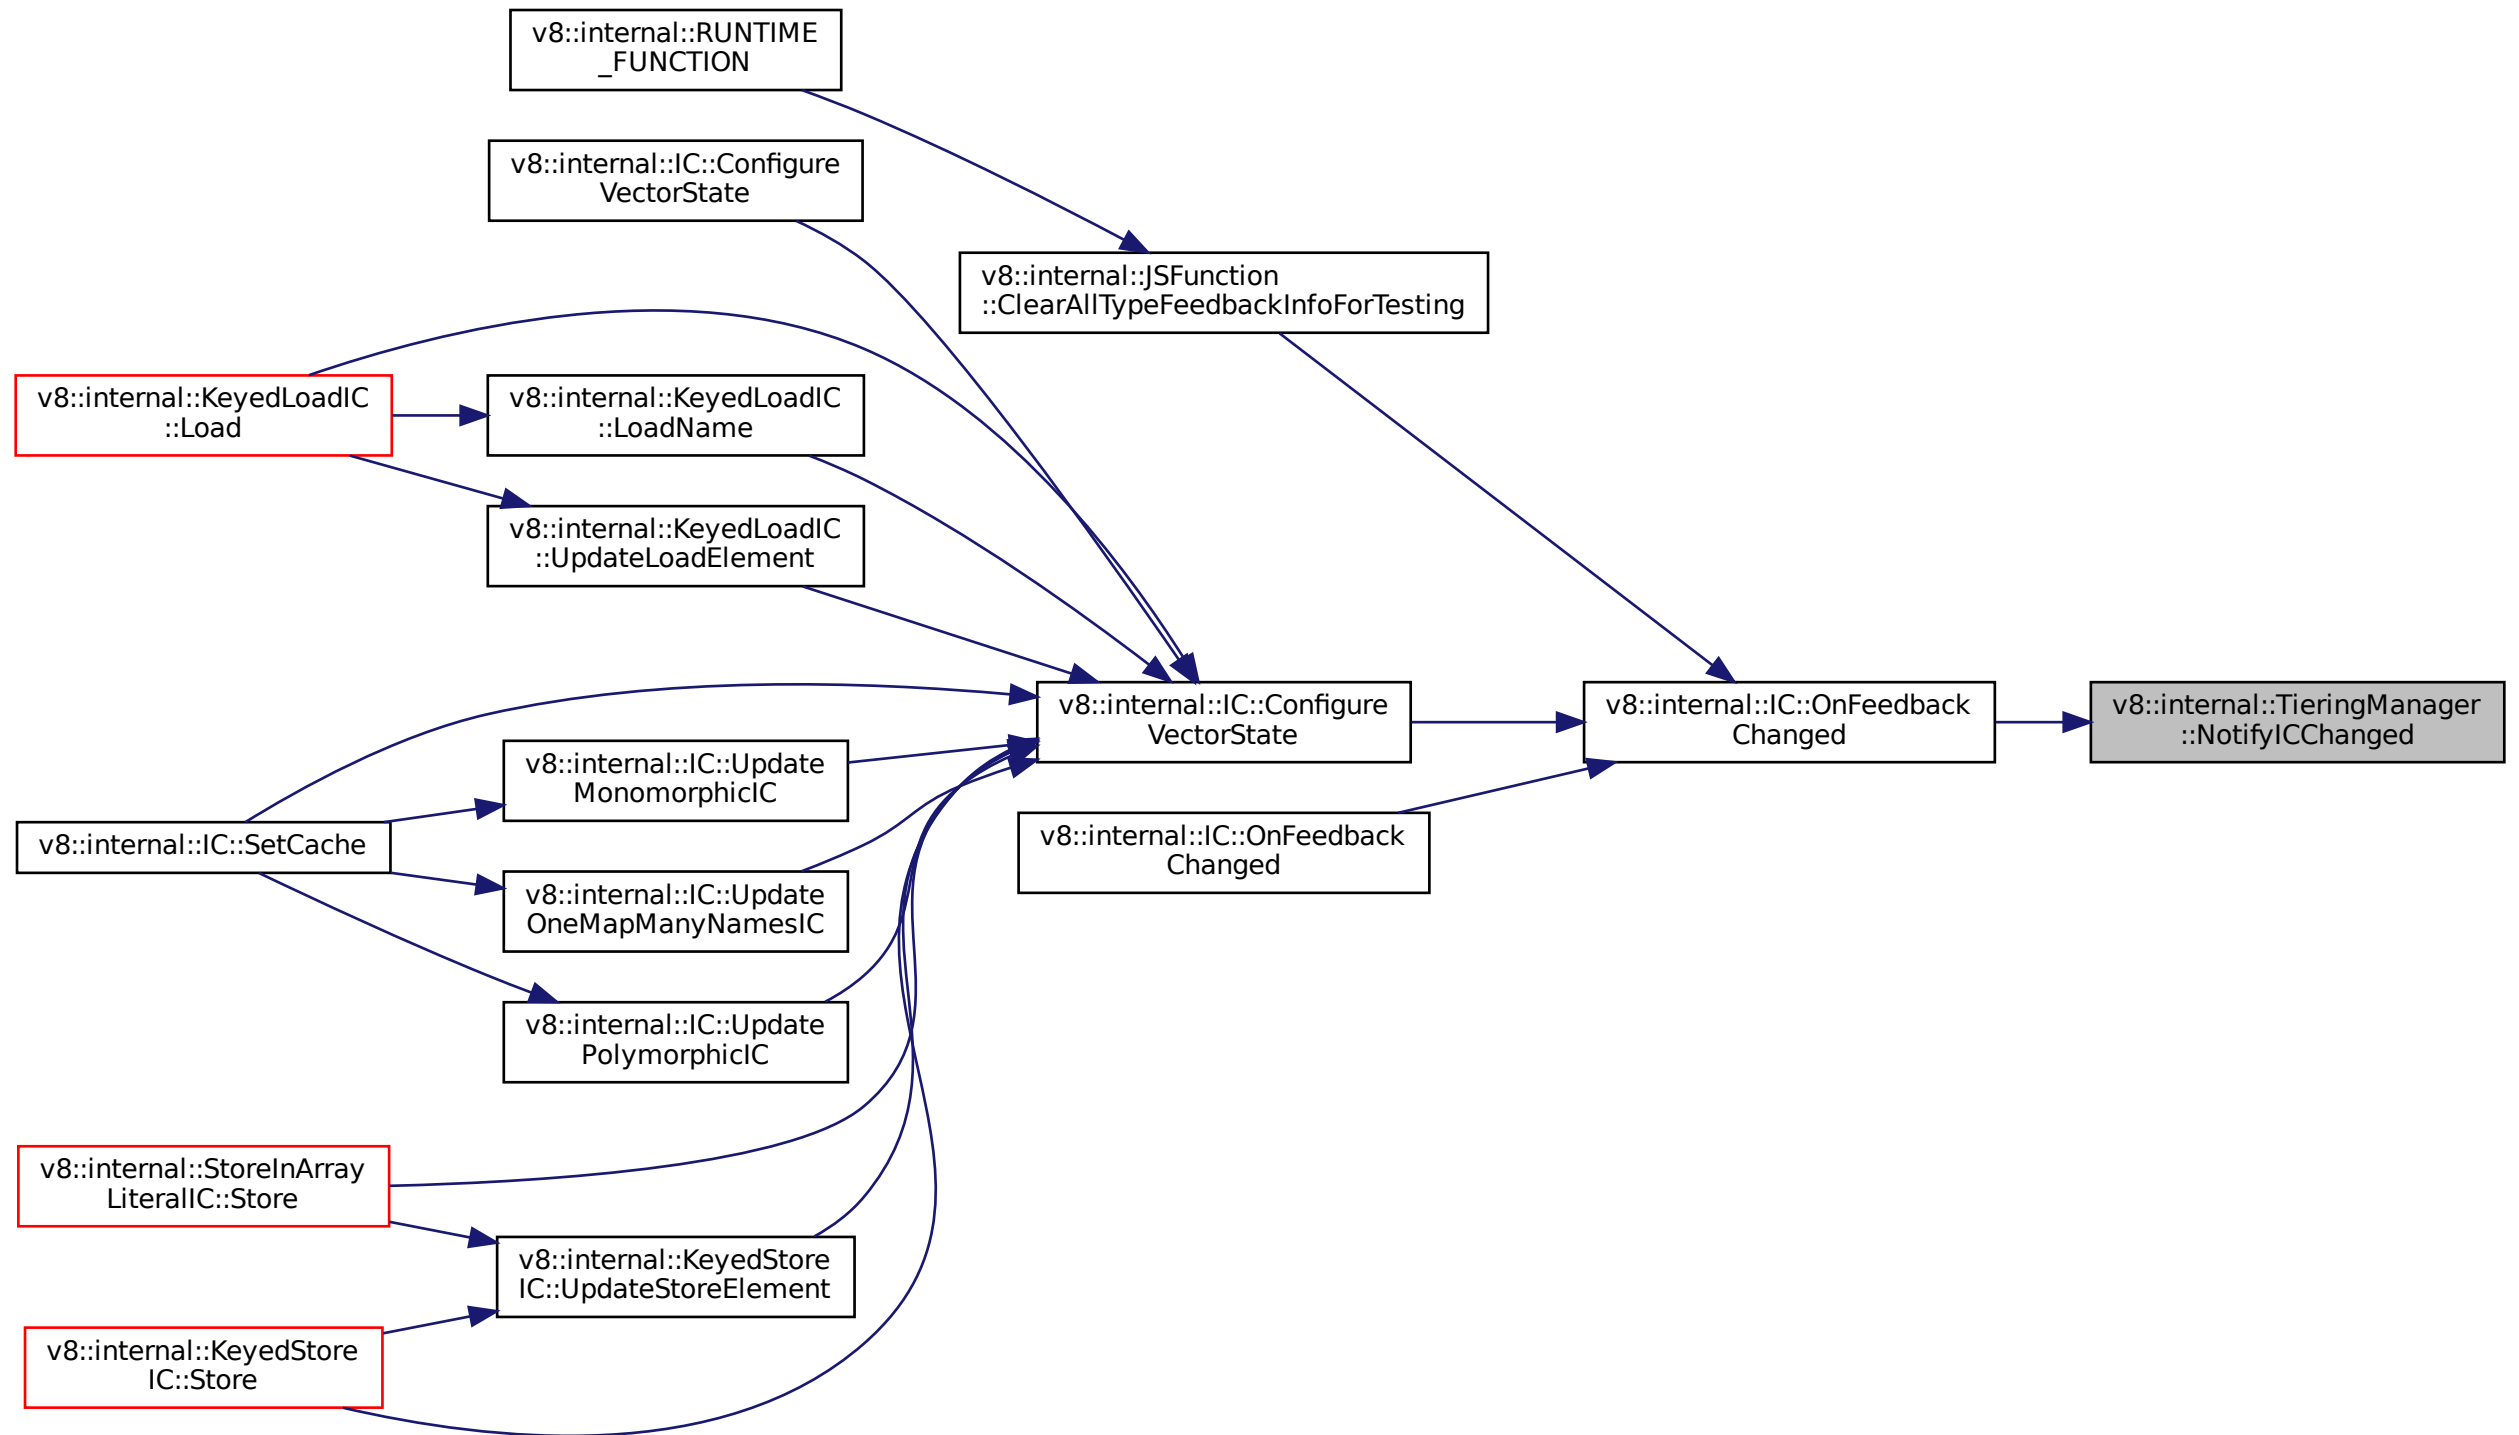 v8::internal::RUNTIME
_FUNCTION
v8::internal::IC::Configure
VectorState
v8::internal::JSFunction
::ClearAllTypeFeedbackInfoForTesting
v8::internal::KeyedLoadIC
::Load
v8::internal::KeyedLoadIC
::LoadName
v8::internal::KeyedLoadIC
::UpdateLoadElement
v8::internal::IC::Configure
VectorState
v8::internal::IC::OnFeedback
Changed
v8::internal::TieringManager
::NotifyICChanged
v8::internal::IC::Update
MonomorphicIC
v8::internal::IC::SetCache
v8::internal::IC::OnFeedback
Changed
v8::internal::IC::Update
OneMapManyNamesIC
v8::internal::IC::Update
PolymorphicIC
v8::internal::StoreInArray
LiteralIC::Store
v8::internal::KeyedStore
IC::UpdateStoreElement
v8::internal::KeyedStore
IC::Store